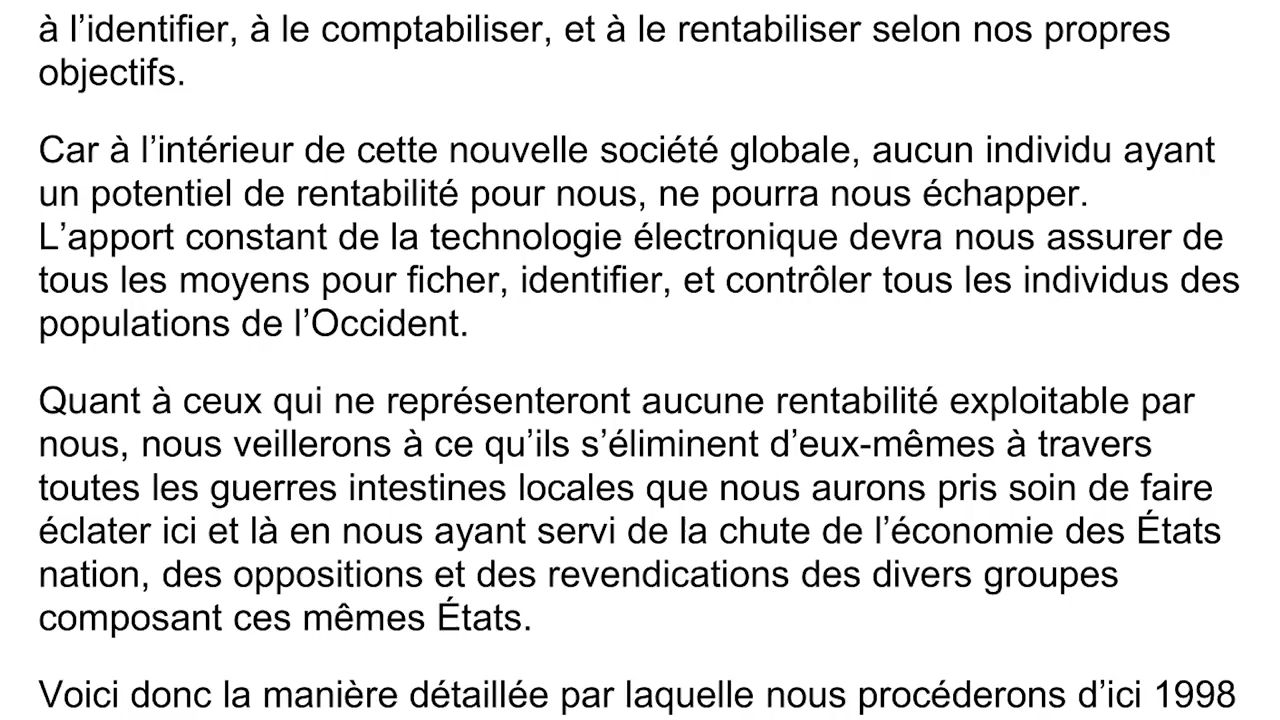 à l’identifier, à le comptabiliser, et à le rentabiliser selon nos propres
objectifs.
Car à l’intérieur de cette nouvelle société globale, aucun individu ayant
un potentiel de rentabilité pour nous, ne pourra nous échapper.
L’apport constant de la technologie électronique devra nous assurer de
tous les moyens pour ficher, identifier, et contrôler tous les individus des
populations de l’Occident.
Quant à ceux qui ne représenteront aucune rentabilité exploitable par
nous, nous veillerons à ce qu’ils s’éliminent d’eux-mêmes à travers
toutes les guerres intestines locales que nous aurons pris soin de faire
éclater ici et là en nous ayant servi de la chute de l’économie des États
nation, des oppositions et des revendications des divers groupes
composant ces mêmes États.
Voici donc la manière détaillée par laquelle nous procéderons d’ici 1998